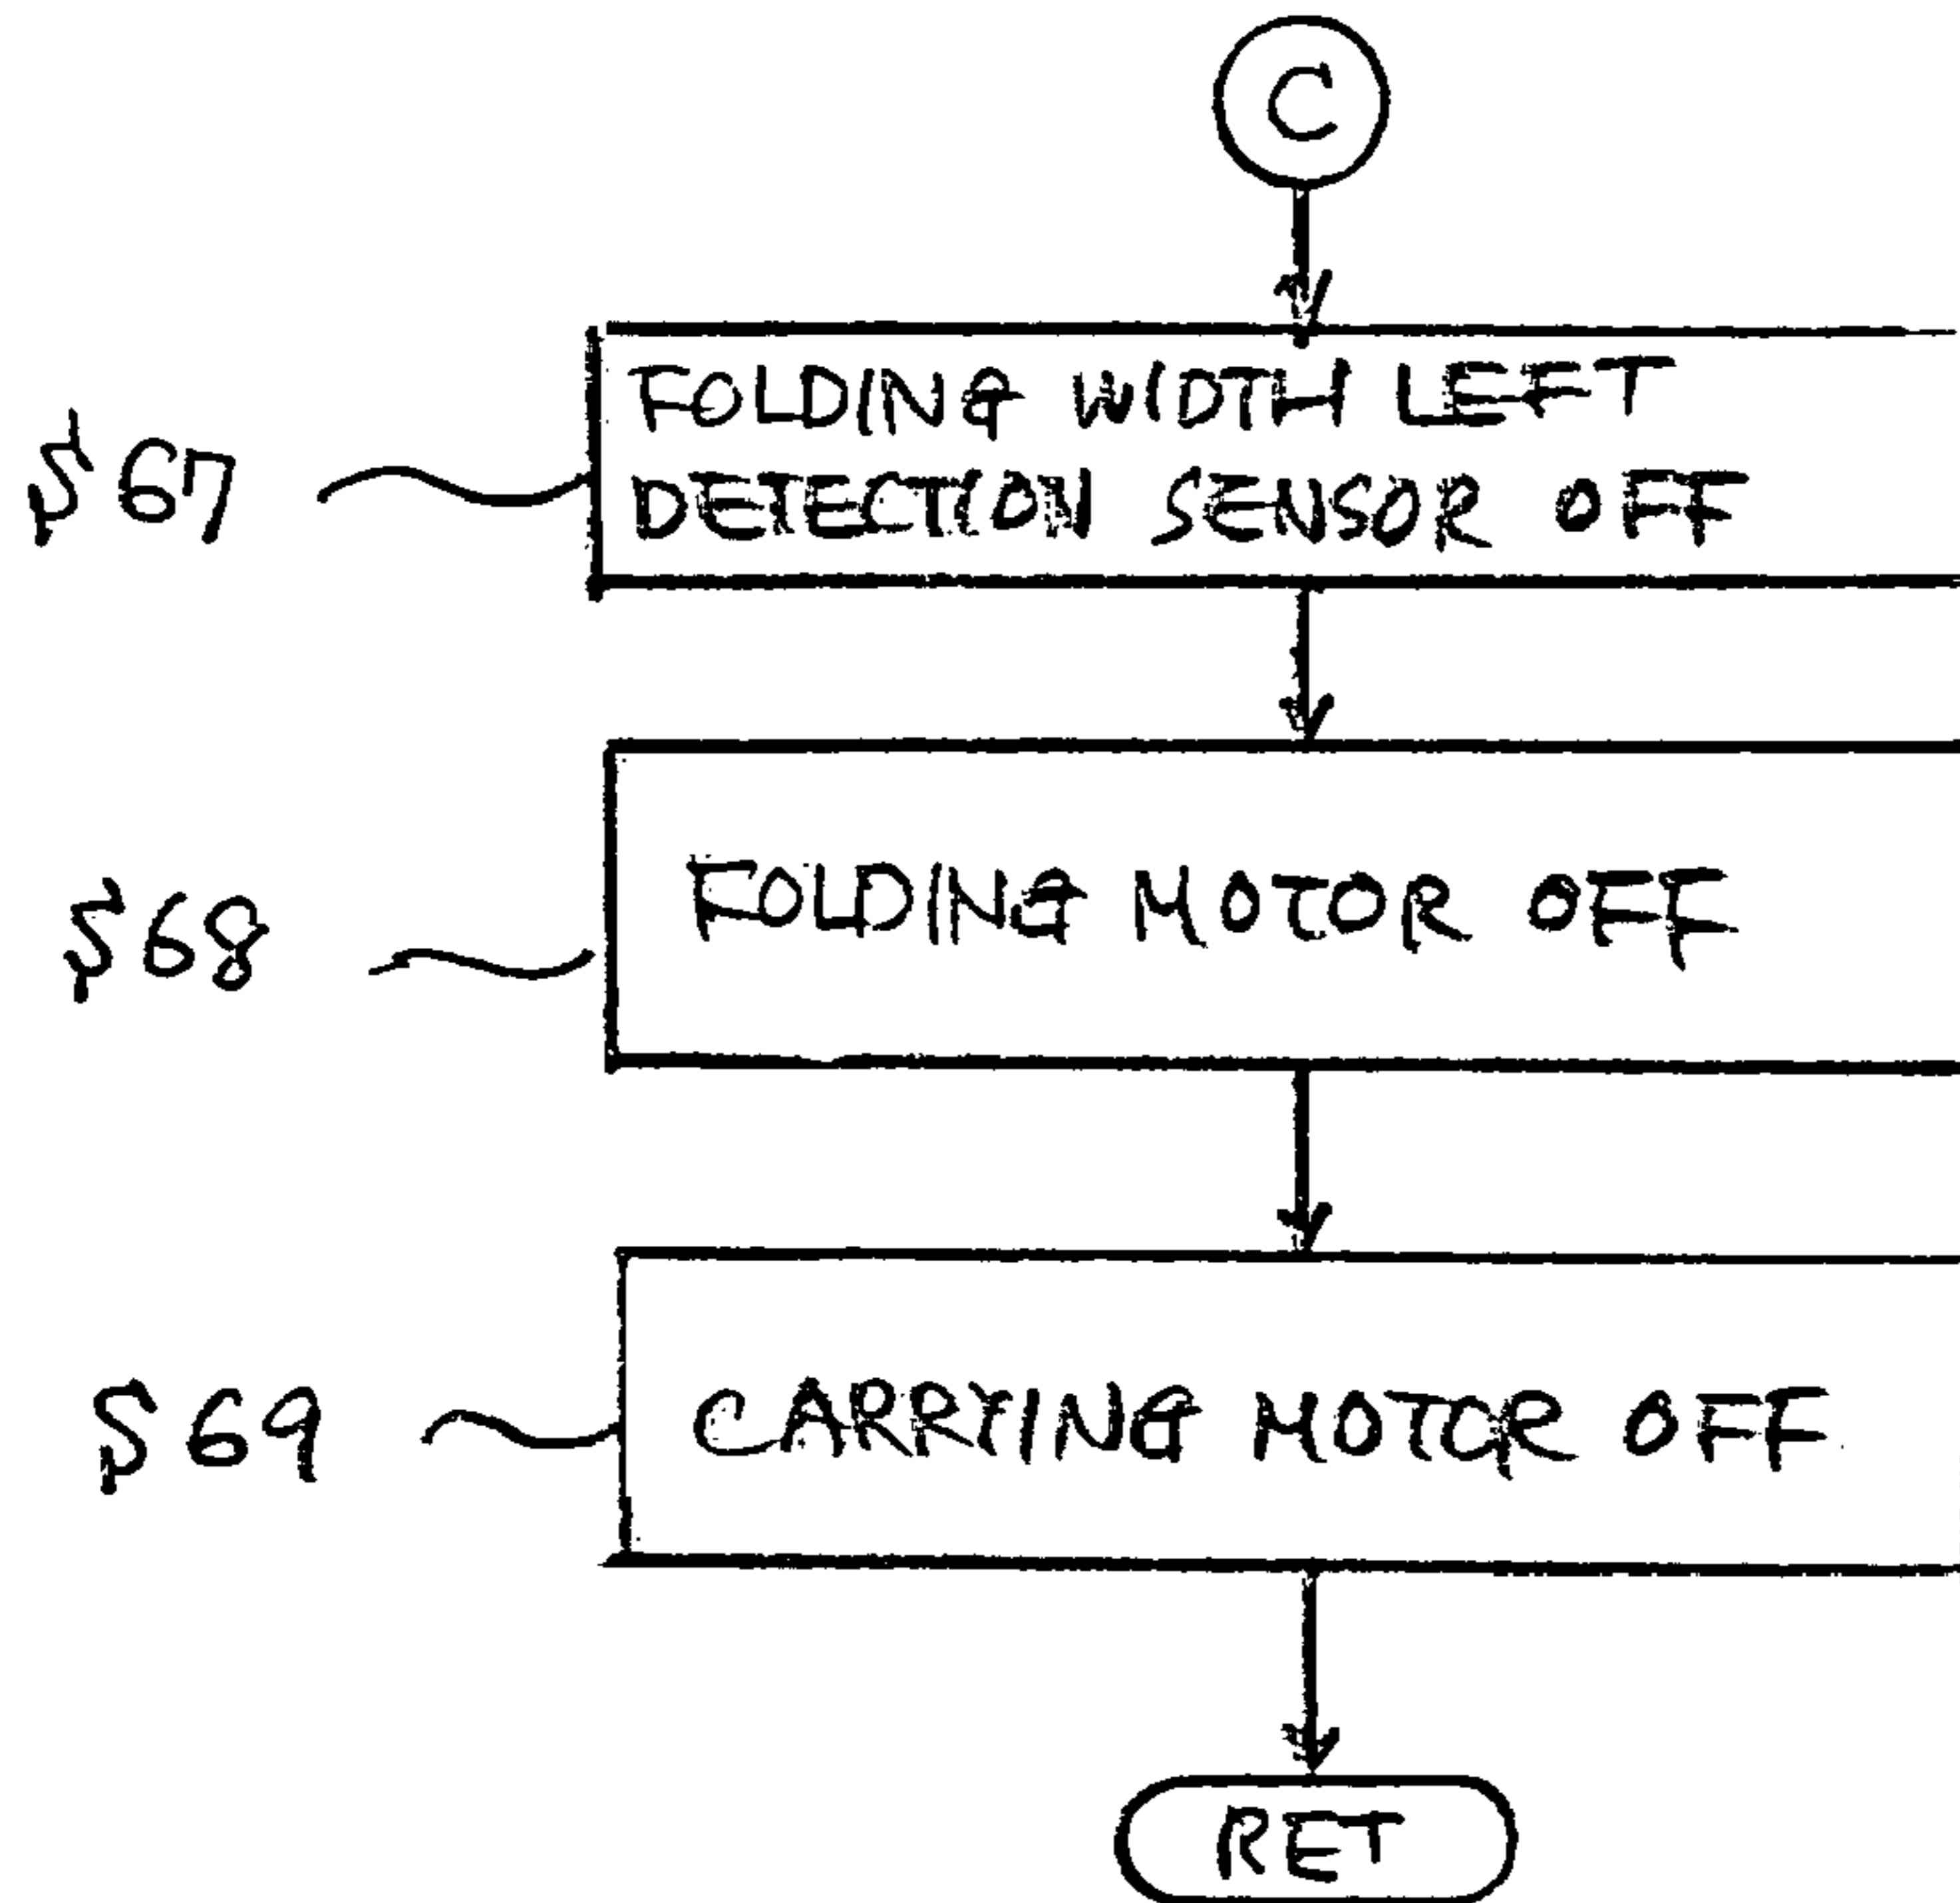 C
FOLDING WIDTH LEFT
DETECTION SENSOR OFF
S67
FOLDING MOTOR OFF
S68
CARRYING MOTOR OFF
S69
RET